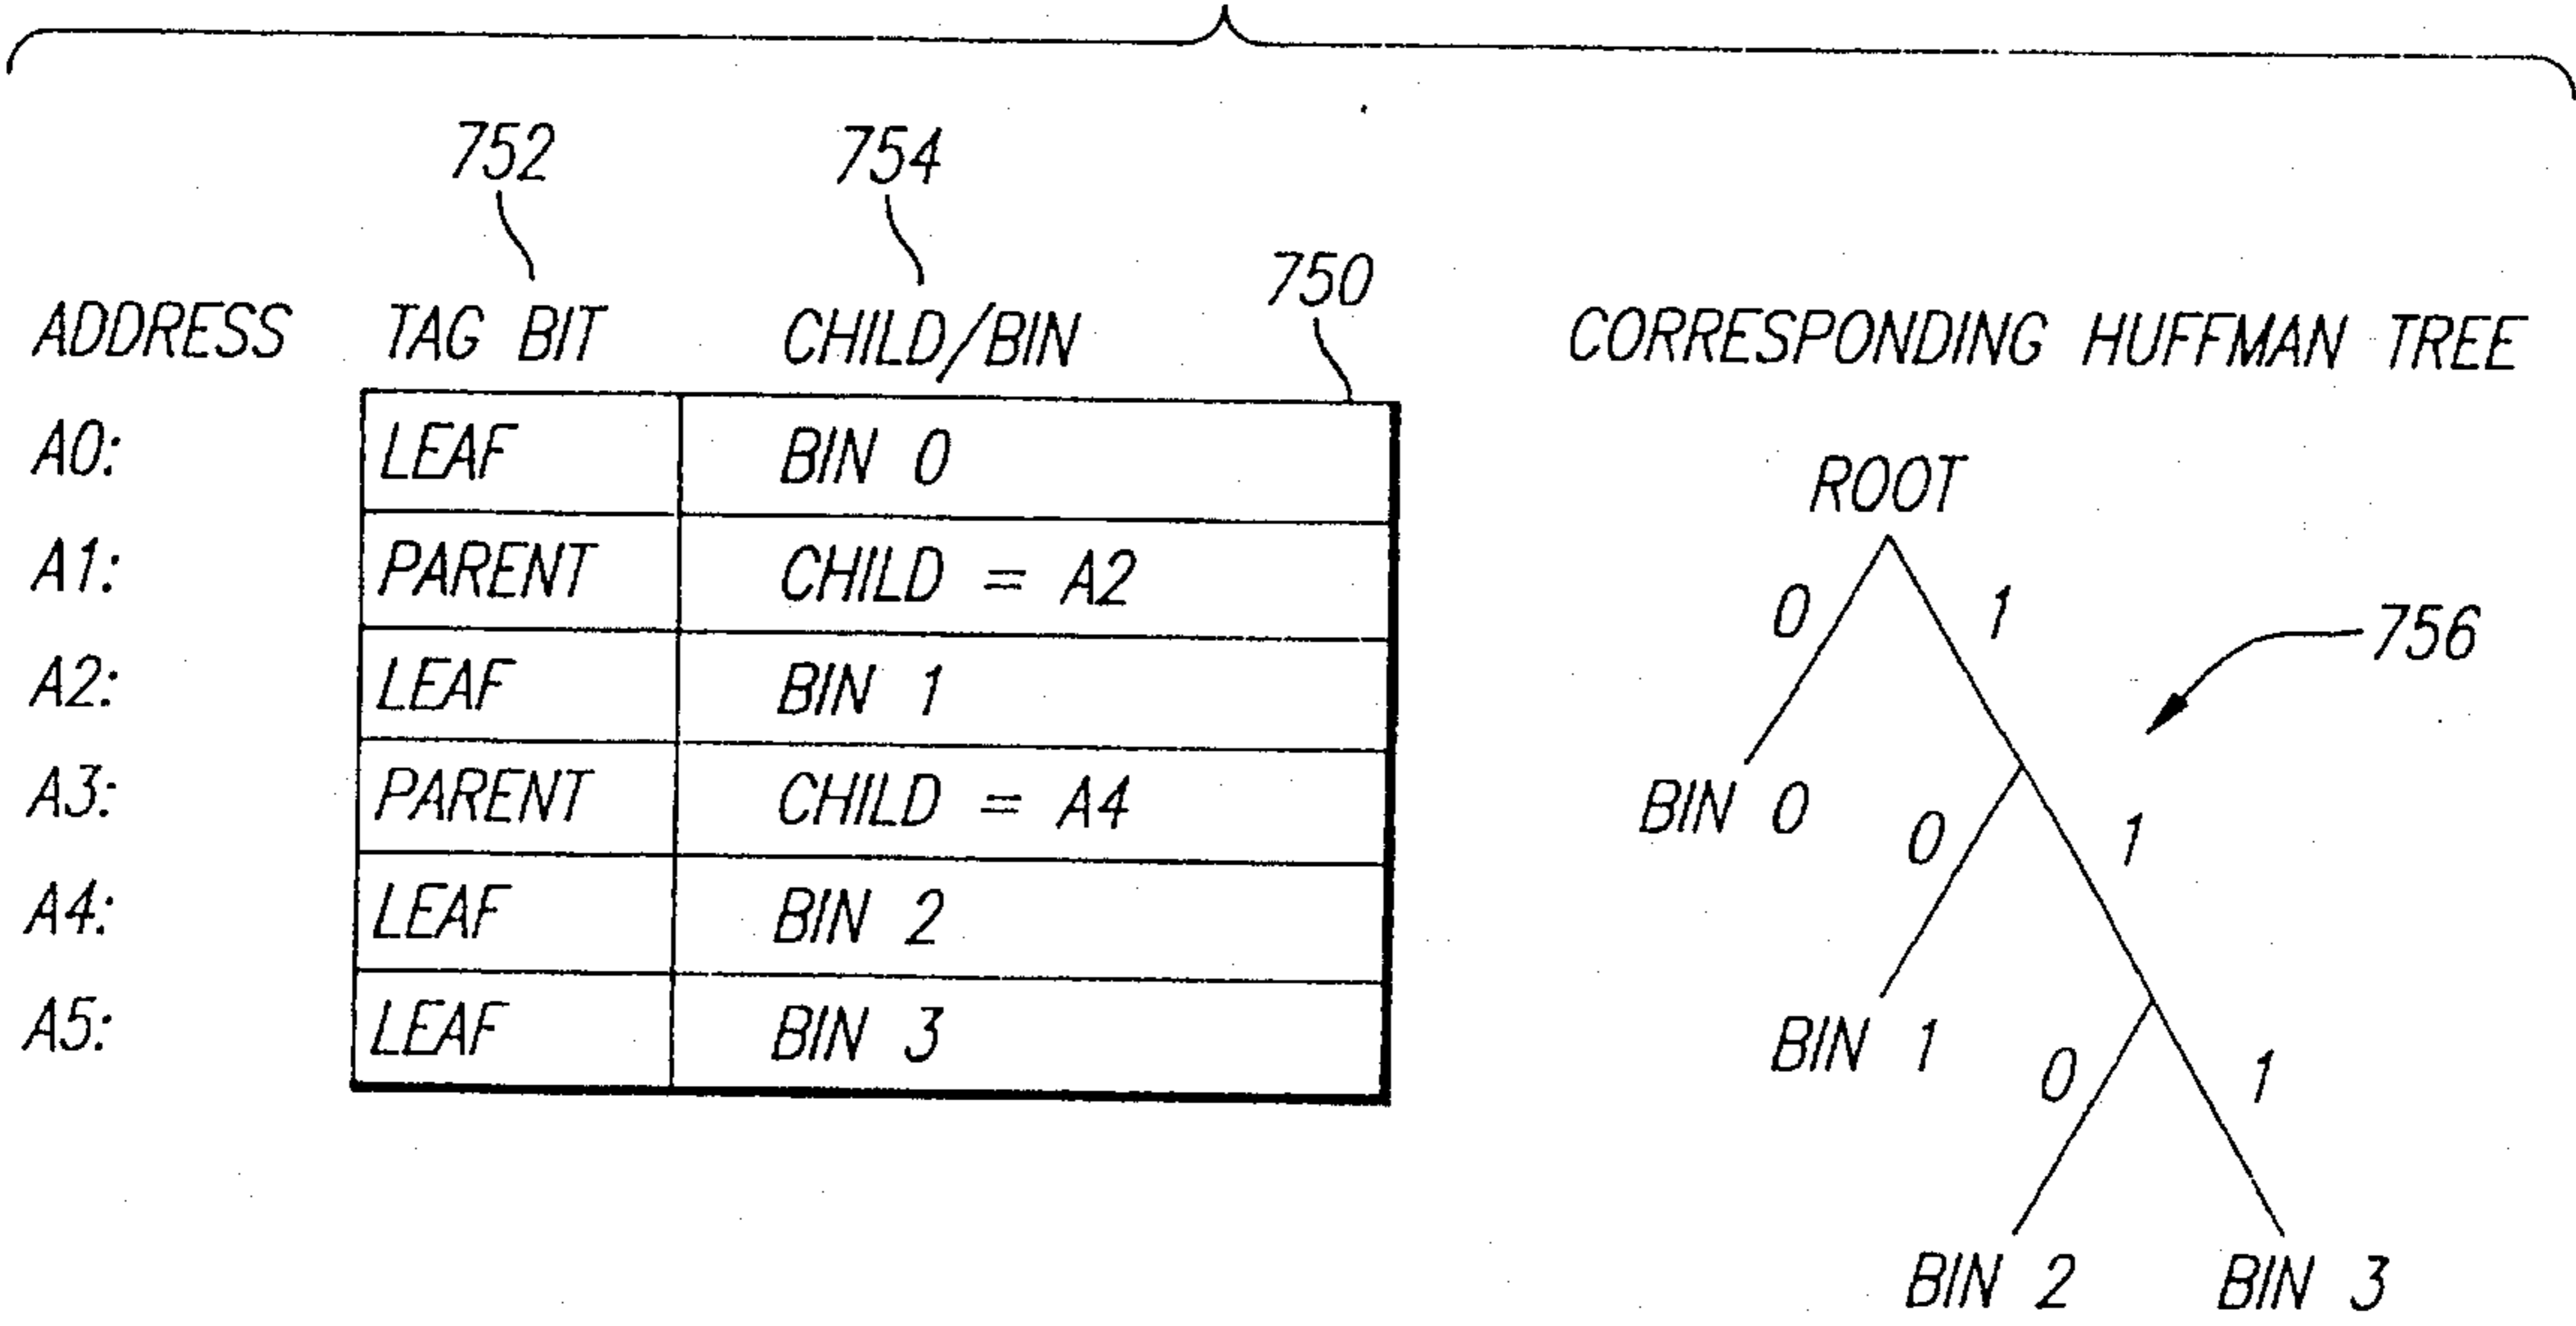 752 754
750
ADDRESS TAG BIT CHILD/BIN CORRESPONDING HUFFMAN TREE
A0: LEAF BIN 0
A1: PARENT CHILD = A2
A2: LEAF BIN 1
A3: PARENT CHILD = A4
A4: LEAF BIN 2
A5: LEAF BIN 3
ROOT
0 1
756
BIN 0 0 1
BIN 1 0 1
BIN 2 BIN 3